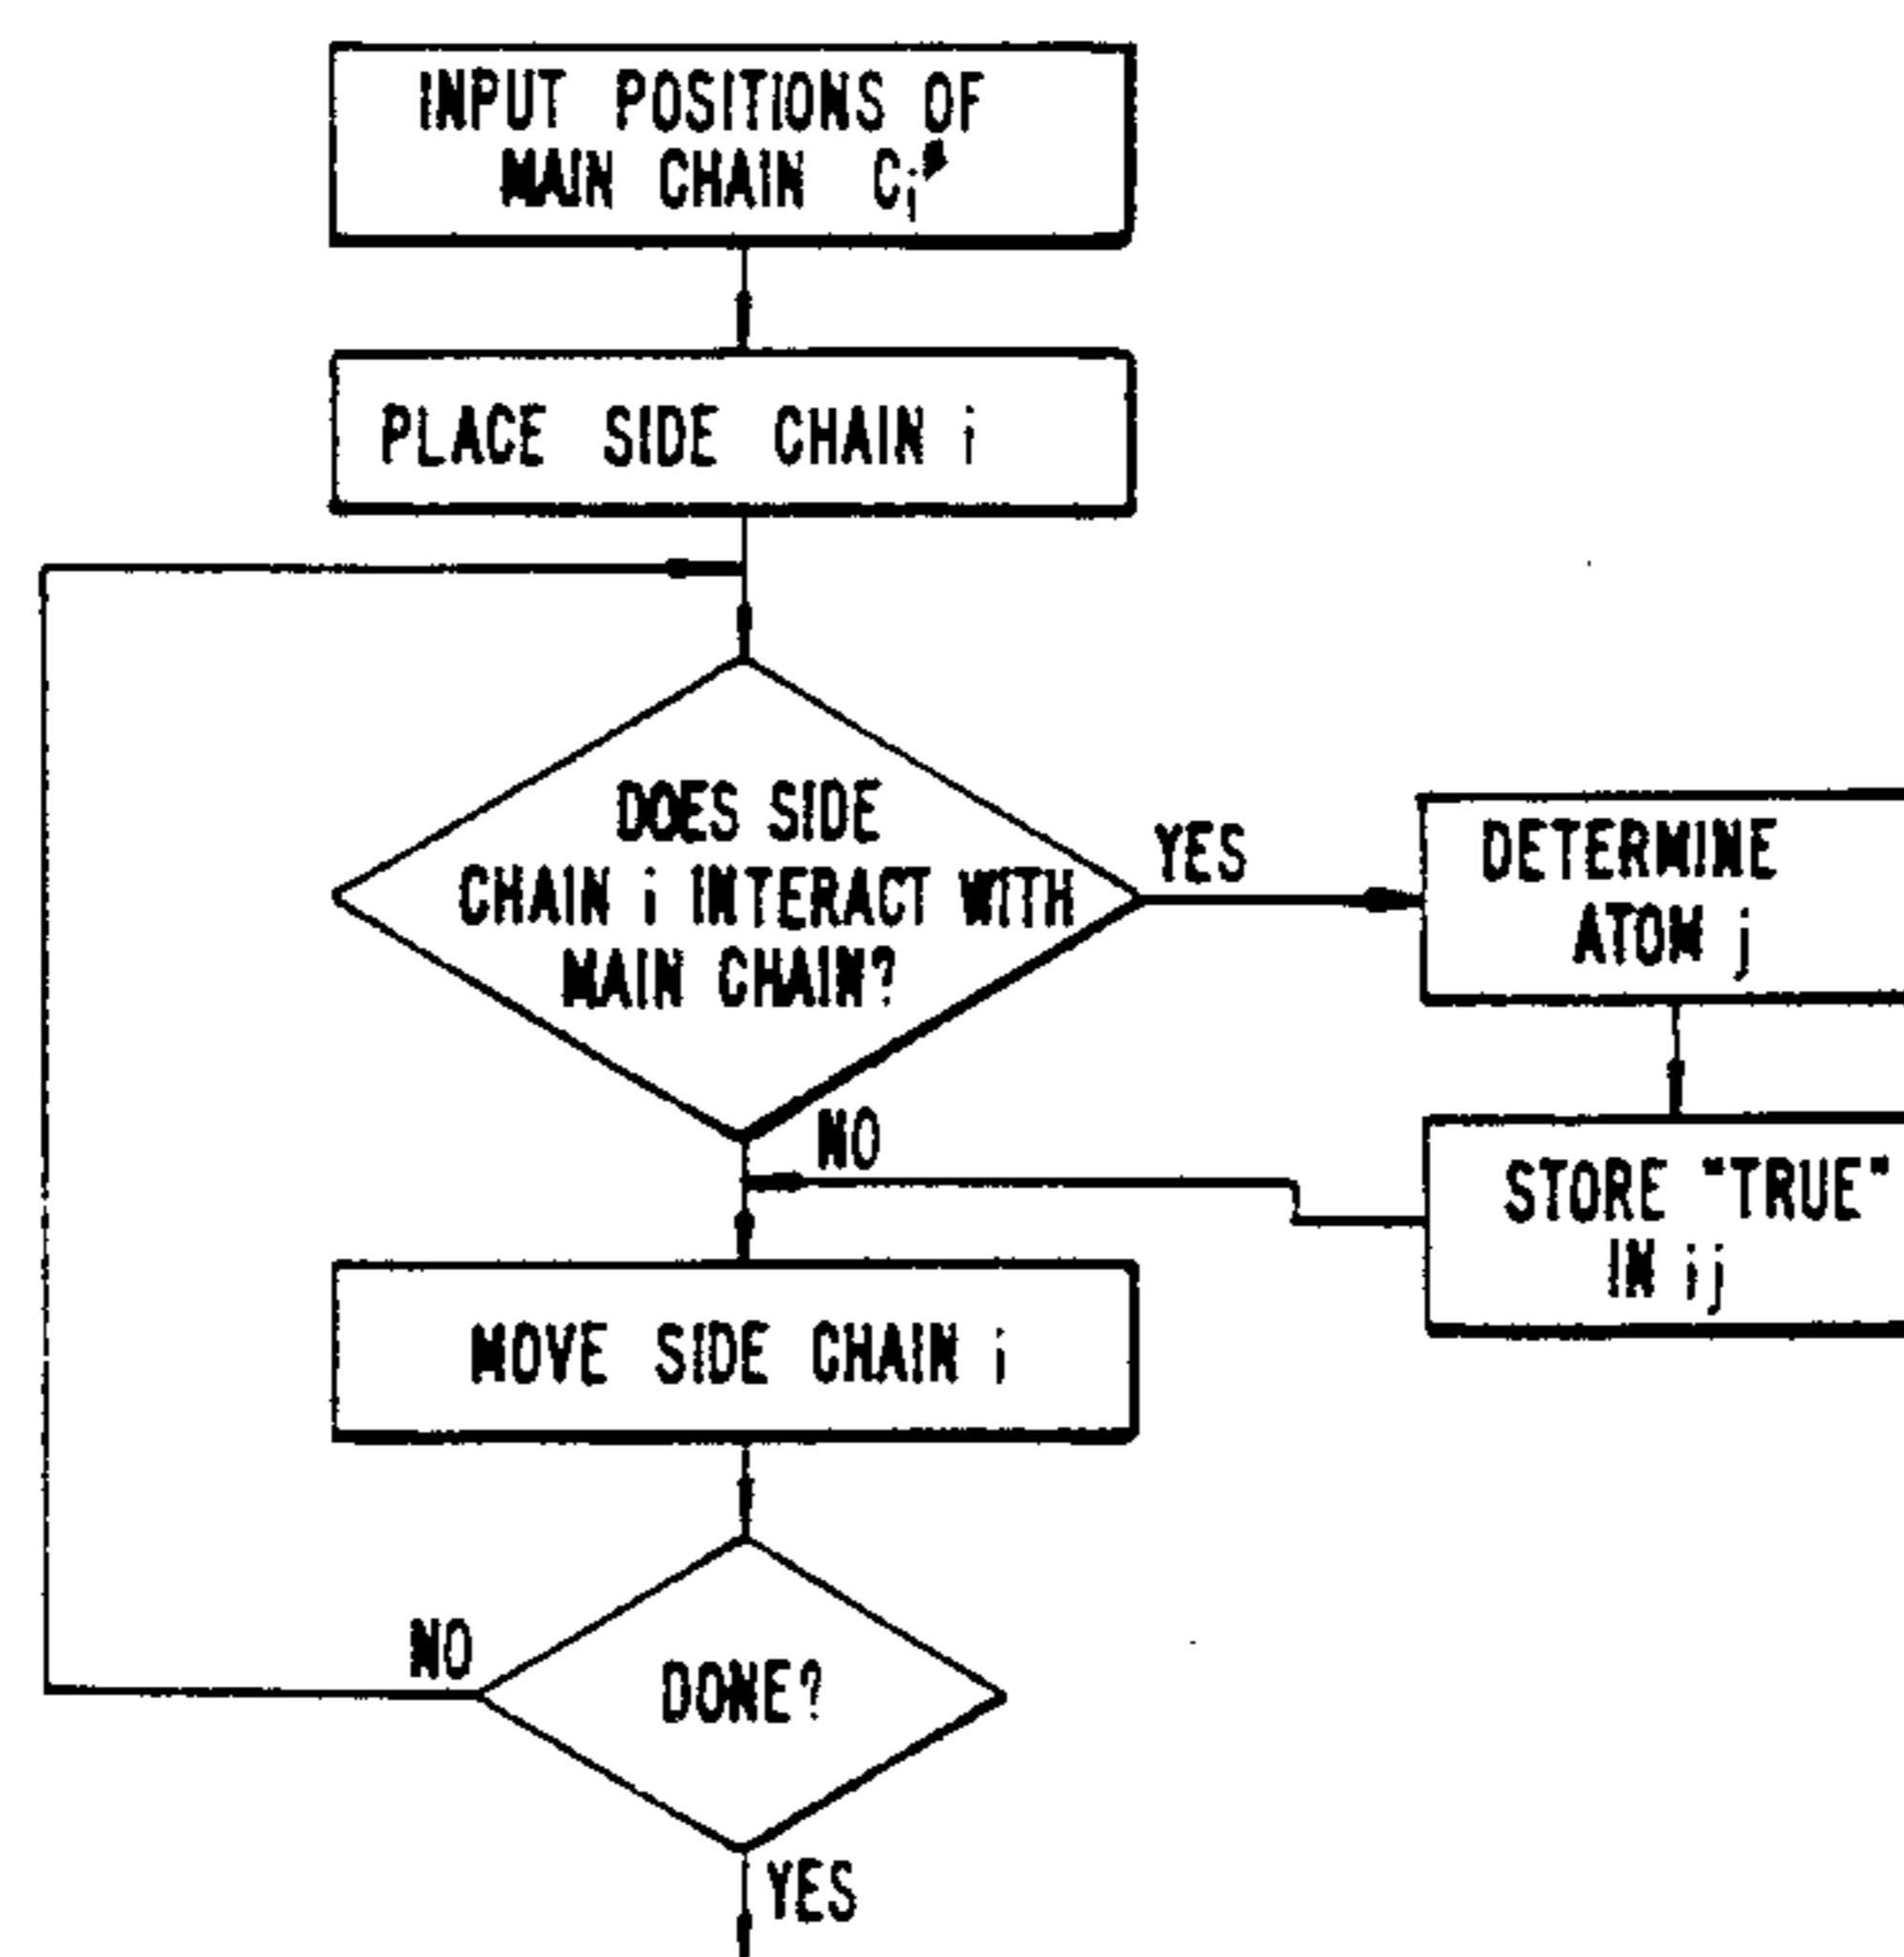 INPUT POSITIONS OF
MAIN CHAIN Ci
PLACE SIDE CHAIN i
DOES SIDE
CHAIN i INTERACT WITH
MAIN CHAIN?
YES
DETERMINE
ATOM j
NO
STORE "TRUE"
IN ij
MOVE SIDE CHAIN i
NO
DONE?
YES